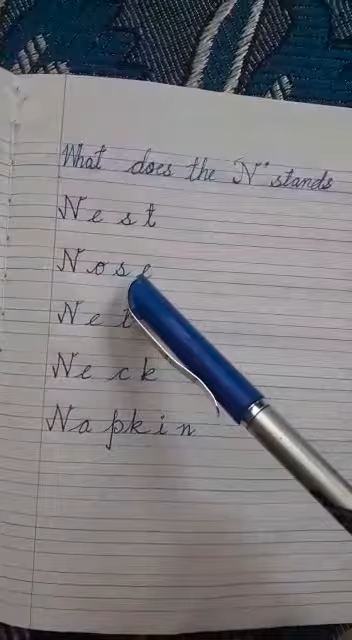 What does the "N" stands
Nest
Nose
Net
Neck
Napkin